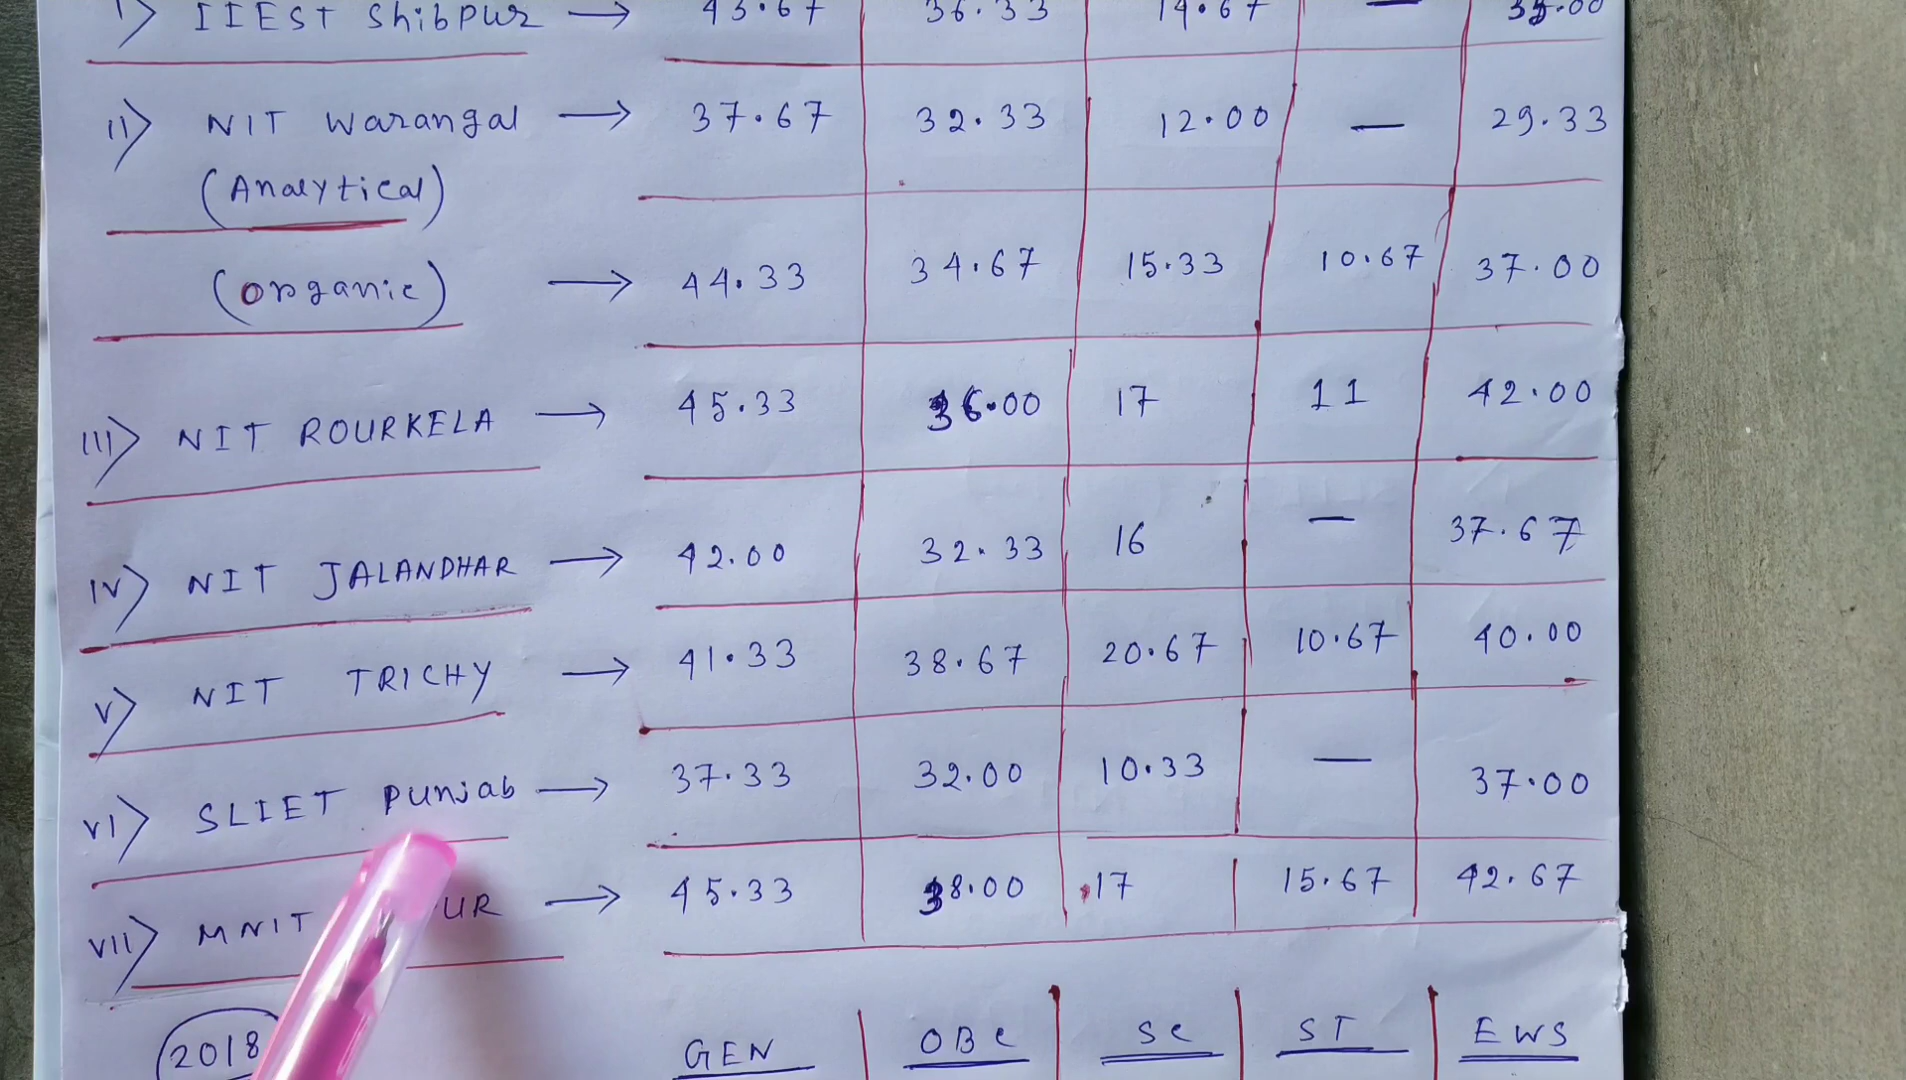 I) IIEST Shibpur → 43.67 36.33 14.67 — 35.00
II) NIT Warangal → 37.67 32.33 12.00 — 29.33
(Analytical)
(Organic) → 44.33 34.67 15.33 10.67 37.00
III) NIT ROURKELA → 45.33 36.00 17 11 42.00
IV) NIT JALANDHAR → 42.00 32.33 16 — 37.67
V) NIT TRICHY → 41.33 38.67 20.67 10.67 40.00
VI) SLIET Punjab → 37.33 32.00 10.33 — 37.00
VII) MNIT UR → 45.33 38.00 17 15.67 42.67
2018 GEN OBC SC ST EWS